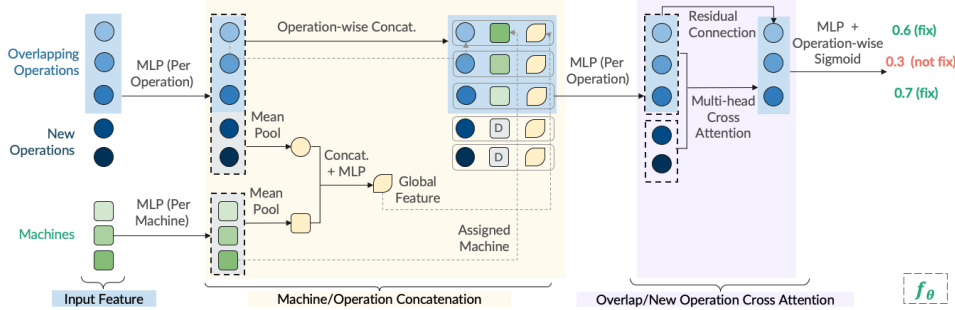 Overlapping
Operations
New
Operations
Machines
MLP (Per
Operation)
MLP (Per
Machine)
Operation-wise Concat.
Mean
Pool
Concat.
+ MLP
Mean
Pool
Global
Feature
Assigned
Machine
D
D
MLP (Per
Operation)
Residual
Connection
Multi-head
Cross
Attention
MLP +
Operation-wise
Sigmoid
0.6 (fix)
0.3 (not fix)
0.7 (fix)
Input Feature
Machine/Operation Concatenation
Overlap/New Operation Cross Attention
fθ